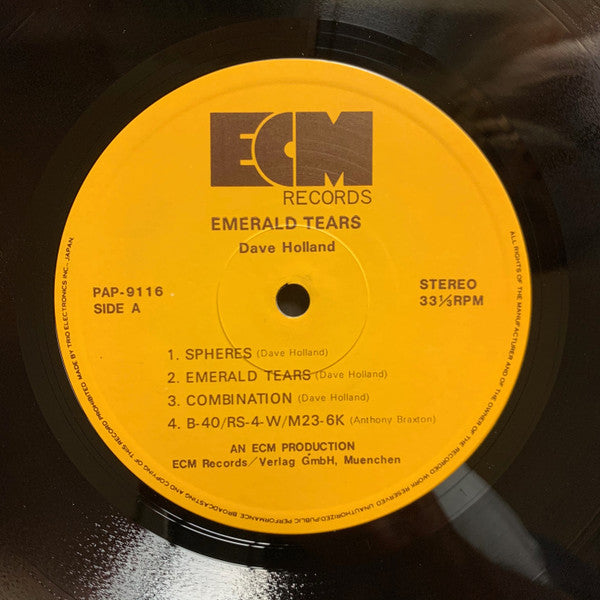 ECM
RECORDS
EMERALD TEARS
Dave Holland
PAP-9116
SIDE A
STEREO
33⅓RPM
1. SPHERES (Dave Holland)
2. EMERALD TEARS (Dave Holland)
3. COMBINATION (Dave Holland)
4. B-40/RS-4-W/M23-6K (Anthony Braxton)
AN ECM PRODUCTION
ECM Records/Verlag GmbH, Muenchen
MADE BY TRIO ELECTRONICS INC., JAPAN.
ALL RIGHTS OF THE MANUFACTURER AND OF THE OWNER OF THE RECORDED WORK RESERVED UNAUTHORIZED PUBLIC PERFORMANCE BROADCASTING AND COPYING OF THIS RECORD PROHIBITED